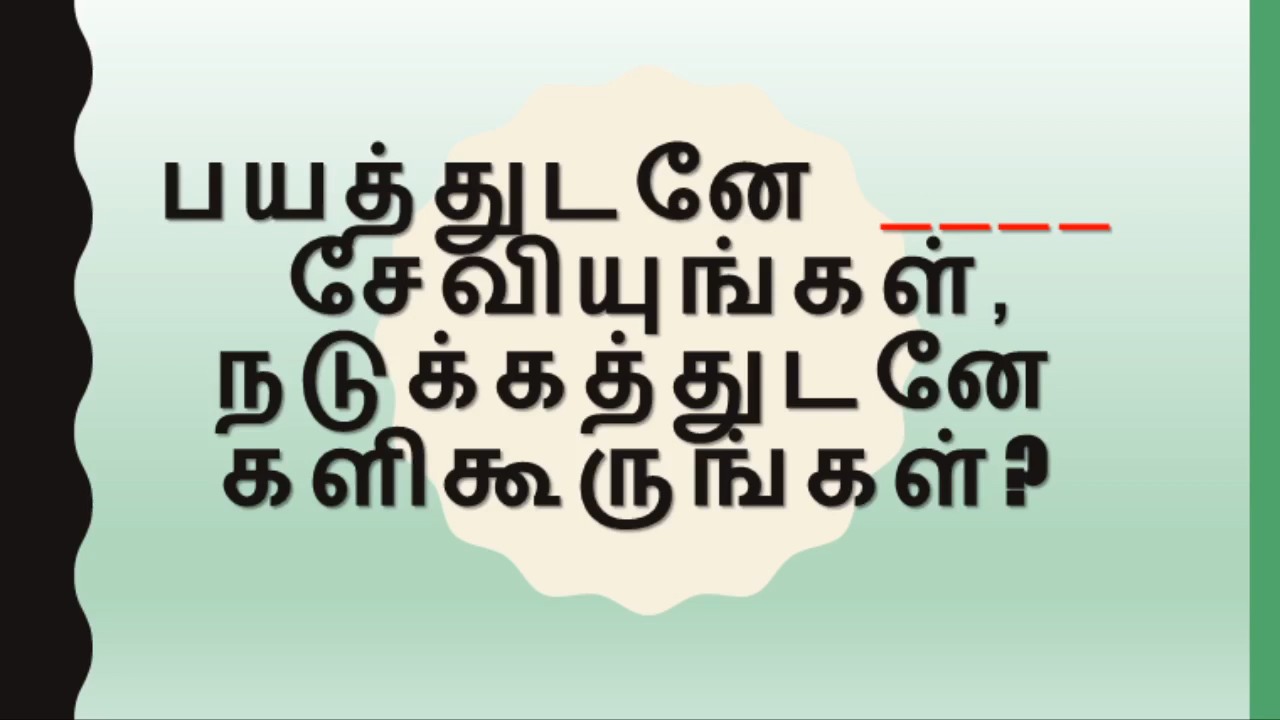 பயத்துடனே ____
சேவியுங்கள்,
நடுக்கத்துடனே
களிகூருங்கள்?